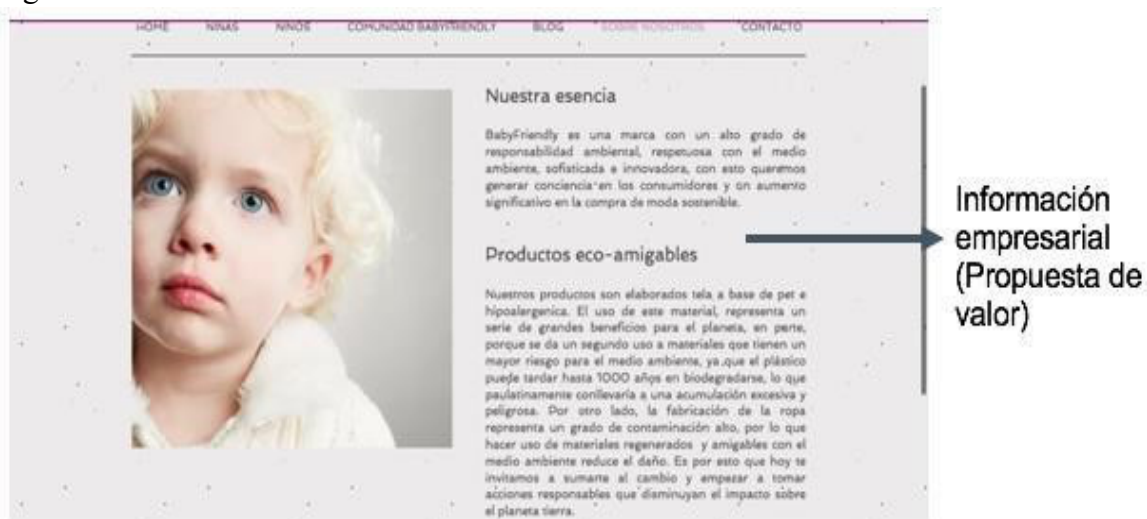 HOME NINAS NINOS COMUNIDAD BABYFRIENDLY BLOG SOBRE NOSOTROS CONTACTO
Nuestra esencia
BabyFriendly es una marca con un alto grado de
responsabilidad ambiental, respetuosa con el medio
ambiente, sofisticada e innovadora, con esto queremos
generar conciencia en los consumidores y un aumento
significativo en la compra de moda sostenible.
Productos eco-amigables
Nuestros productos son elaborados tela a base de pet e
hipoalergenica. El uso de este material, representa un
serie de grandes beneficios para el planeta, en parte,
porque se da un segundo uso a materiales que tienen un
mayor riesgo para el medio ambiente, ya que el plástico
puede tardar hasta 1000 años en biodegradarse, lo que
paulatinamente conllevaría a una acumulación excesiva y
peligrosa. Por otro lado, la fabricación de la ropa
representa un grado de contaminación alto, por lo que
hacer uso de materiales regenerados y amigables con el
medio ambiente reduce el daño. Es por esto que hoy te
invitamos a sumarte al cambio y empezar a tomar
acciones responsables que disminuyan el impacto sobre
el planeta tierra.
Información
empresarial
(Propuesta de
valor)